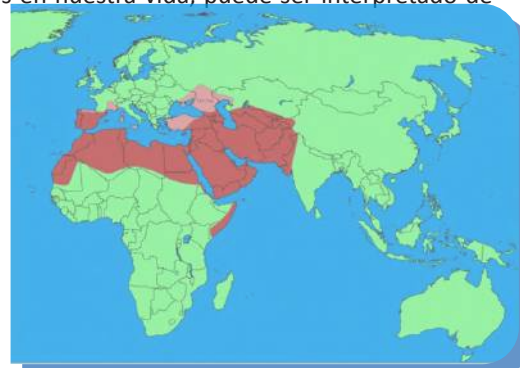 s en nuestra vida, puede ser interpretado de